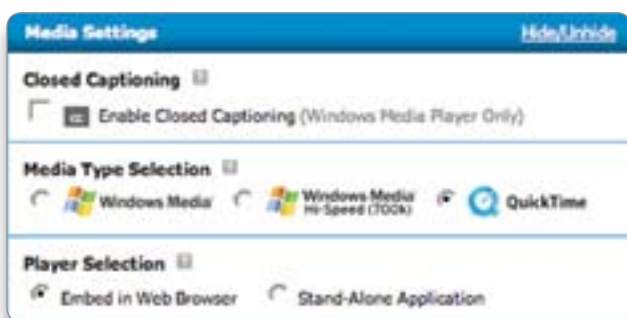 Media Settings Hide/Unhide
Closed Captioning
cc Enable Closed Captioning (Windows Media Player Only)
Media Type Selection
Windows Media Windows Media Hi-Speed (700k) QuickTime
Player Selection
Embed in Web Browser Stand-Alone Application